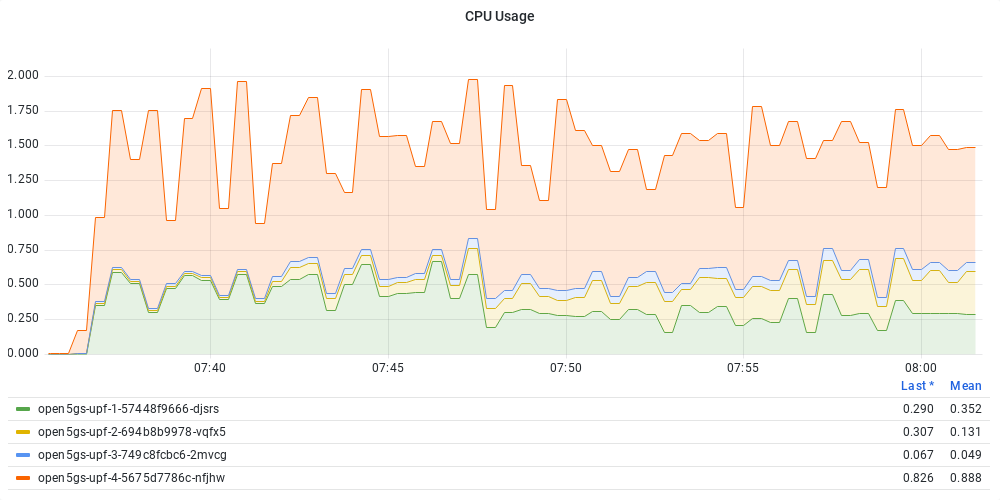 CPU Usage
2.000
1.750
1.500
1.250
1.000
0.750
0.500
0.250
0.000
07:40 07:45 07:50 07:55 08:00
Last * Mean
open5gs-upf-1-57448f9666-djsrs 0.290 0.352
open5gs-upf-2-694b8b9978-vqfx5 0.307 0.131
open5gs-upf-3-749c8fcbc6-2mvcg 0.067 0.049
open5gs-upf-4-5675d7786c-nfjhw 0.826 0.888